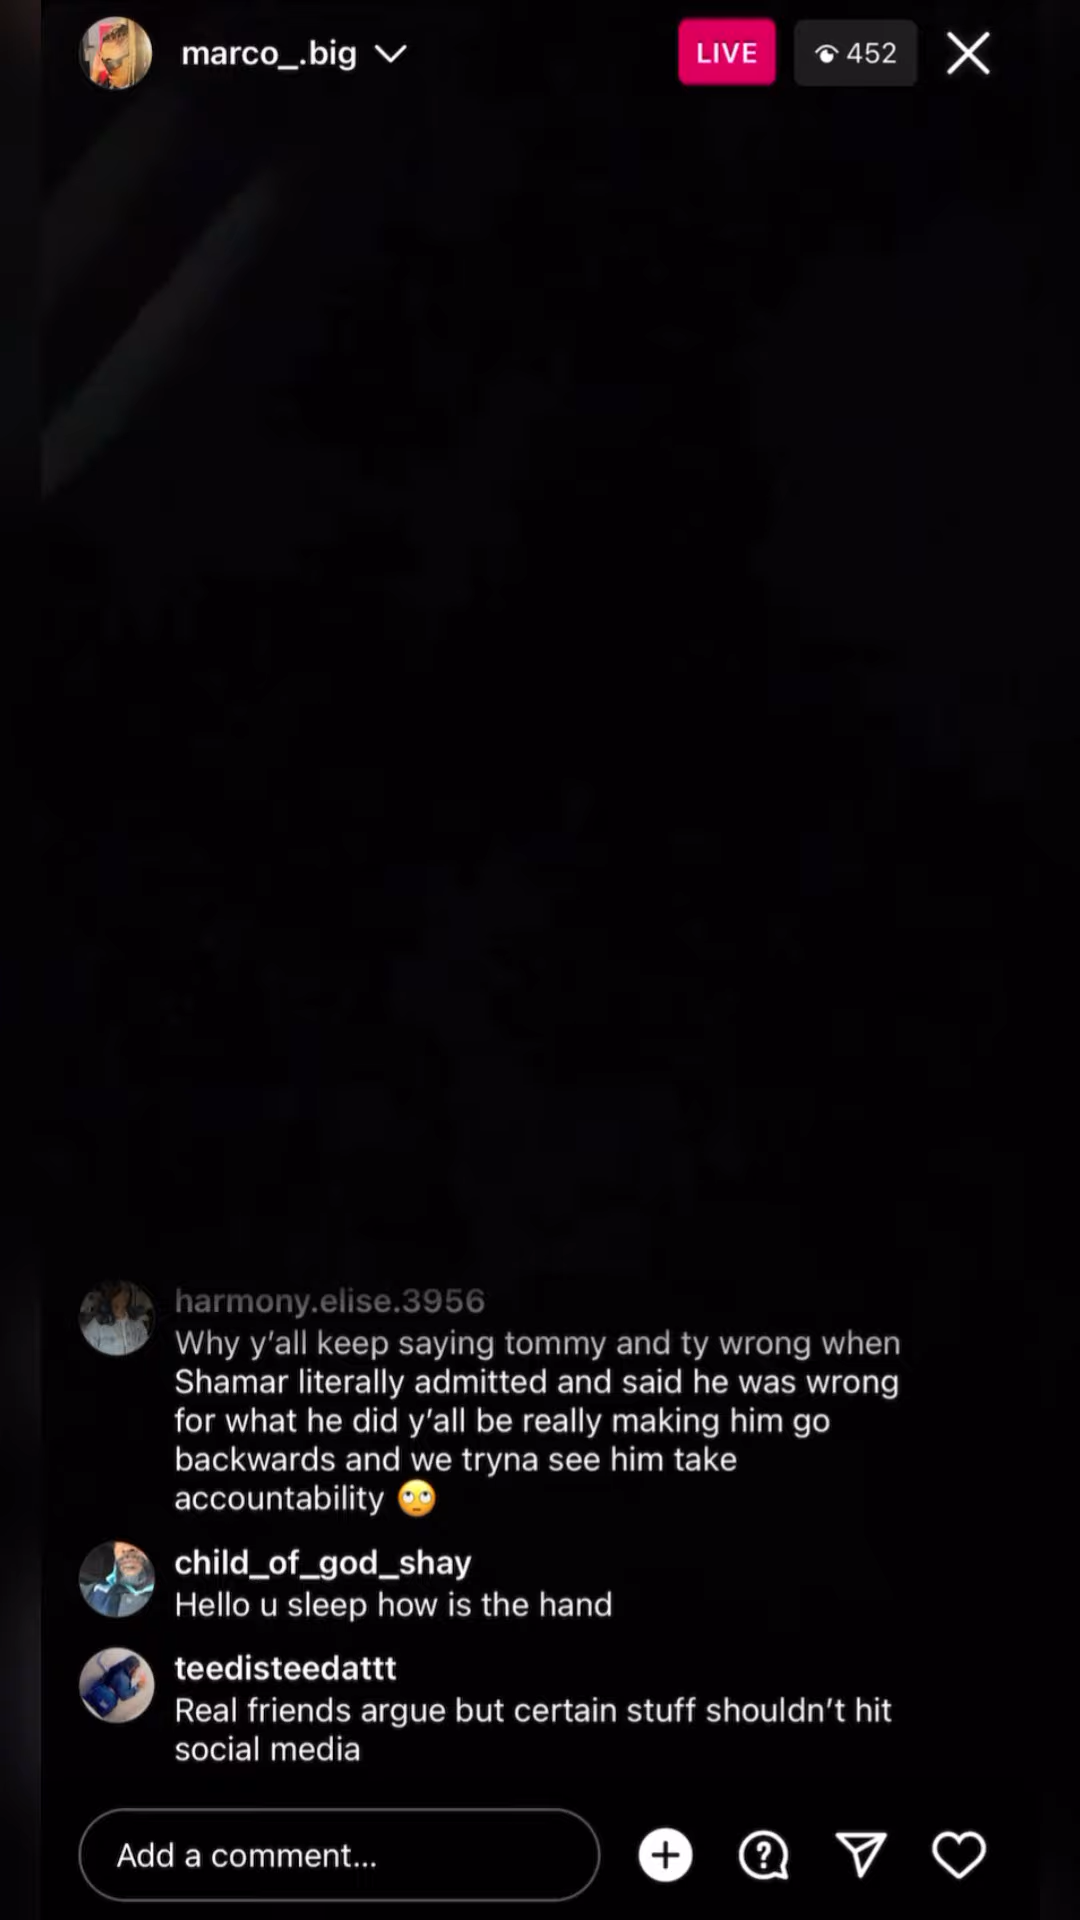 marco_.big
LIVE
452
harmony.elise.3956
Why y’all keep saying tommy and ty wrong when
Shamar literally admitted and said he was wrong
for what he did y’all be really making him go
backwards and we tryna see him take
accountability 🙄
child_of_god_shay
Hello u sleep how is the hand
teedisteedattt
Real friends argue but certain stuff shouldn’t hit
social media
Add a comment...